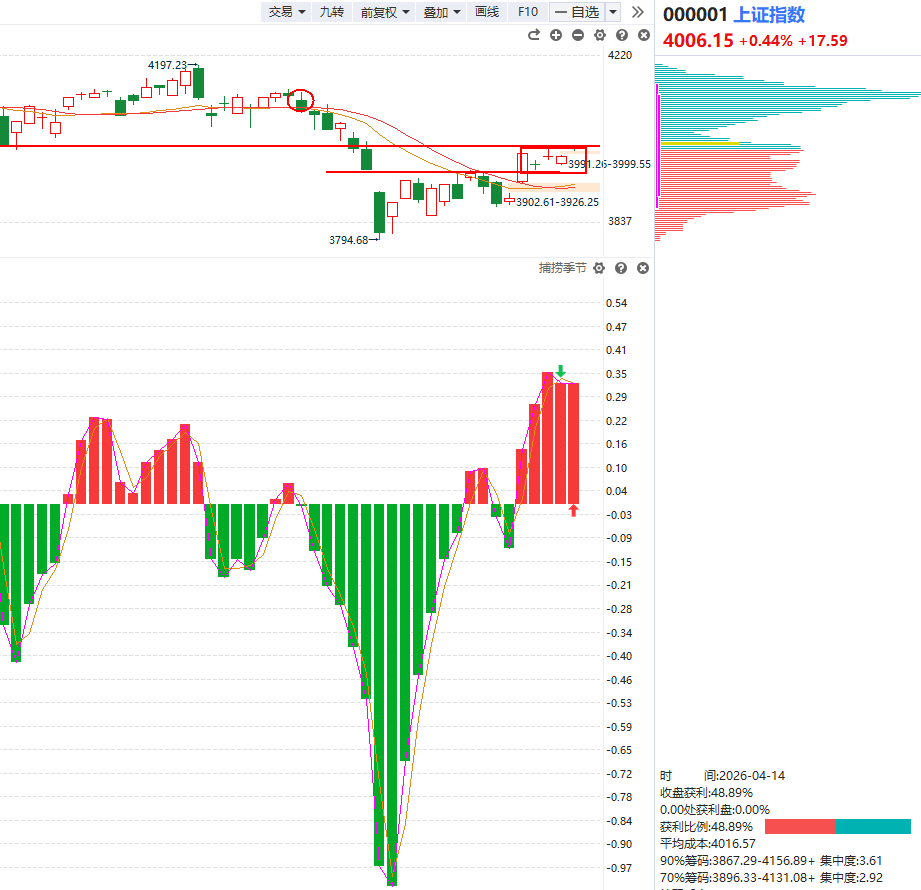 交易 九转 前复权 叠加 画线 F10 一 自选
000001 上证指数
4006.15 +0.44% +17.59
4220
4197.23
3991.26-3999.55
3902.61-3926.25
3837
3794.68
捕捞季节
0.54
0.47
0.41
0.35
0.29
0.22
0.16
0.10
0.04
-0.03
-0.09
-0.15
-0.21
-0.28
-0.34
-0.40
-0.46
-0.53
-0.59
-0.65
-0.72
-0.78
-0.84
-0.90
-0.97
时 间:2026-04-14
收盘获利:48.89%
0.00处获利盘:0.00%
获利比例:48.89%
平均成本:4016.57
90%筹码:3867.29-4156.89+ 集中度:3.61
70%筹码:3896.33-4131.08+ 集中度:2.92